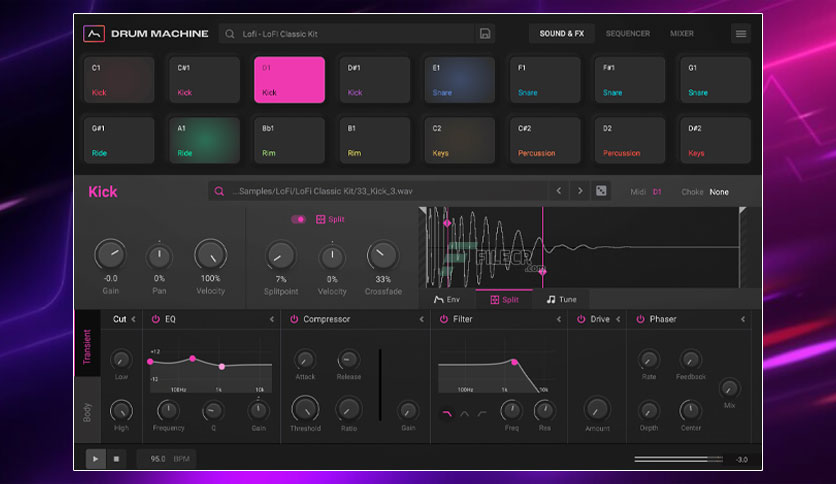 DRUM MACHINE
Lofi - LoFi Classic Kit
SOUND & FX
SEQUENCER
MIXER
C1
C#1
D1
D#1
E1
F1
F#1
G1
Kick
Kick
Kick
Kick
Snare
Snare
Snare
Snare
G#1
A1
Bb1
B1
C2
C#2
D2
D#2
Ride
Ride
Rim
Rim
Keys
Percussion
Percussion
Keys
Kick
...Samples/LoFi/LoFi Classic Kit/33_Kick_3.wav
Midi D1
Choke None
Split
-0.0
0%
100%
7%
0%
33%
Gain
Pan
Velocity
Splitpoint
Velocity
Crossfade
FILECR
.com
Env
Split
Tune
Transient
Body
Cut
EQ
Compressor
Filter
Drive
Phaser
Low
High
+12
-12
100Hz
1k
10k
Frequency
Q
Gain
Attack
Release
Threshold
Ratio
Gain
100Hz
1k
10k
Freq
Res
Amount
Rate
Feedback
Mix
Depth
Center
95.0 BPM
-3.0